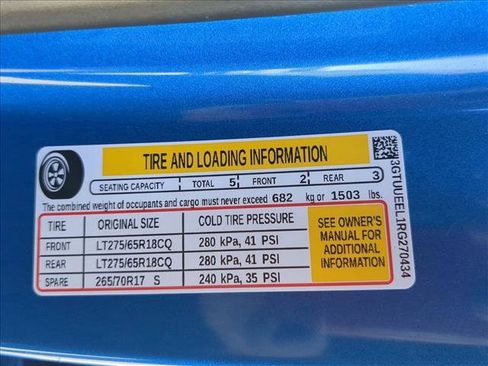 TIRE AND LOADING INFORMATION
SEATING CAPACITY TOTAL 5 FRONT 2 REAR 3
The combined weight of occupants and cargo must never exceed 682 kg or 1503 lbs.
TIRE ORIGINAL SIZE COLD TIRE PRESSURE
FRONT LT275/65R18CQ 280 kPa, 41 PSI
REAR LT275/65R18CQ 280 kPa, 41 PSI
SPARE 265/70R17 S 240 kPa, 35 PSI
SEE OWNER'S
MANUAL FOR
ADDITIONAL
INFORMATION
3GTUUEEL1RG270434